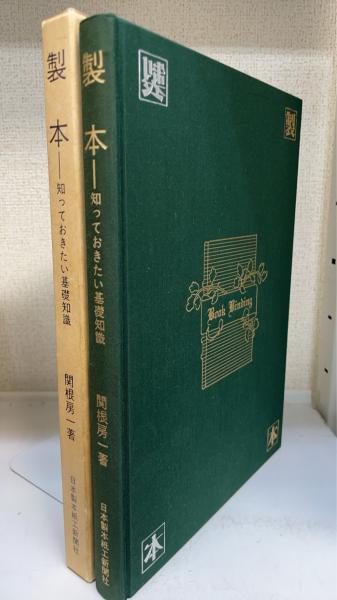 製本―知っておきたい基礎知識
関根房一著
日本製本紙工新聞社
製本―知っておきたい基礎知識
関根房一著
日本製本紙工新聞社
製
Book Binding
本
本